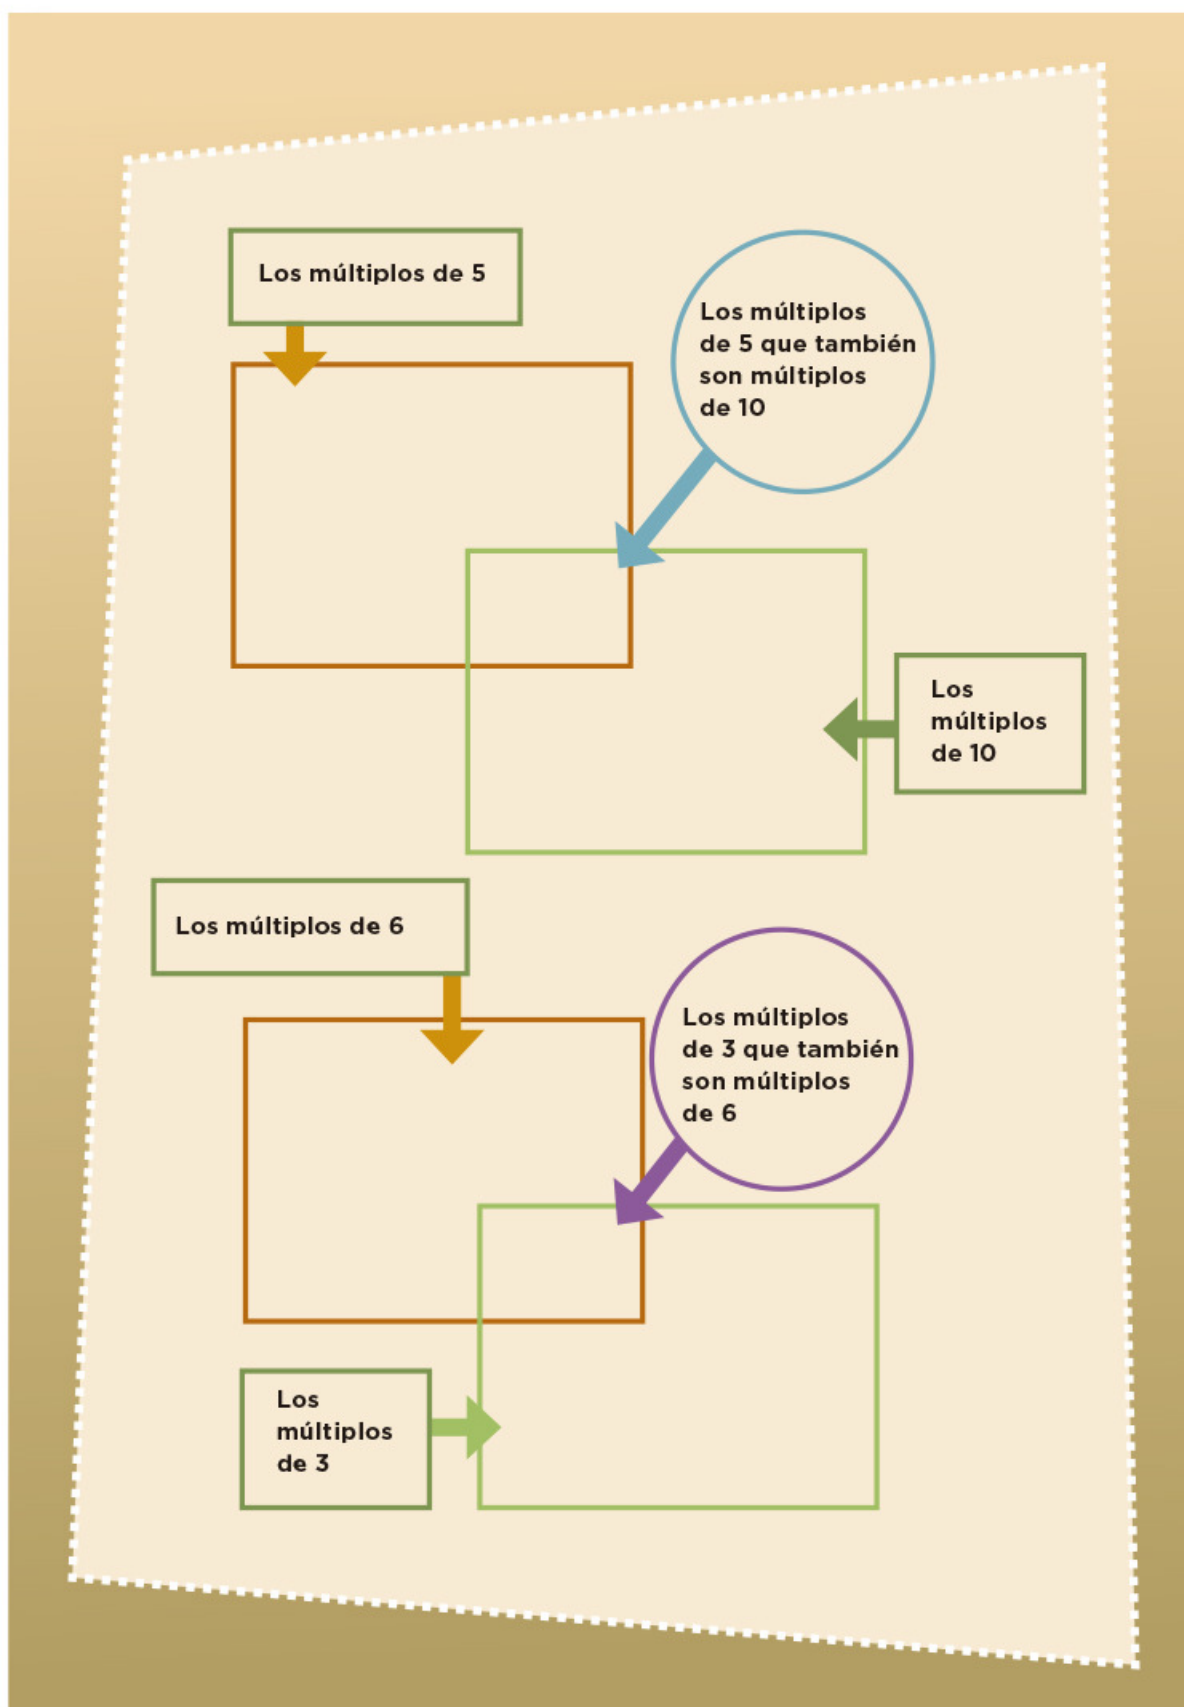 Los múltiplos de 5
Los múltiplos
de 5 que también
son múltiplos
de 10
Los
múltiplos
de 10
Los múltiplos de 6
Los múltiplos
de 3 que también
son múltiplos
de 6
Los
múltiplos
de 3